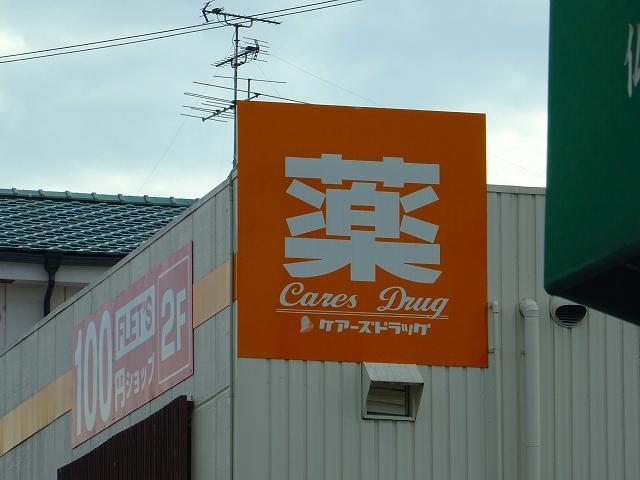 薬
Cares Drug
ケアーズドラッグ
100
FLET'S
円ショップ
2F